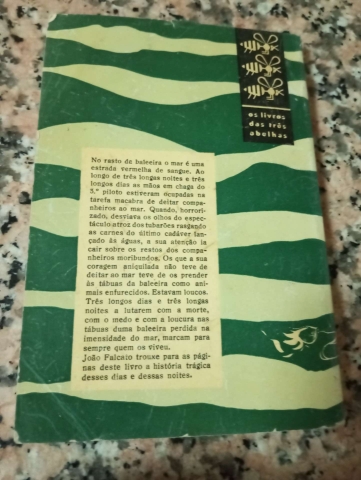 os livros
das três
abelhas
No rasto da baleeira o mar é uma
estrada vermelha de sangue. Ao
longo de três longas noites e três
longos dias as mãos em chaga do
3.º piloto estiveram ocupadas na
tarefa macabra de deitar compa-
nheiros ao mar. Quando, horrori-
zado, desviava os olhos do espec-
táculo atroz dos tubarões rasgando
as carnes do último cadáver lan-
çado às águas, a sua atenção ia
cair sobre os restos dos compa-
nheiros moribundos. Os que a sua
coragem aniquilada não teve de
deitar ao mar teve de os prender
às tábuas da baleeira como ani-
mais enfurecidos. Estavam loucos.
Três longos dias e três longas
noites a lutarem com a morte,
com o medo e com a loucura nas
tábuas duma baleeira perdida na
imensidade do mar, marcam para
sempre quem os viveu.
João Falcato trouxe para as pági-
nas deste livro a história trágica
desses dias e dessas noites.